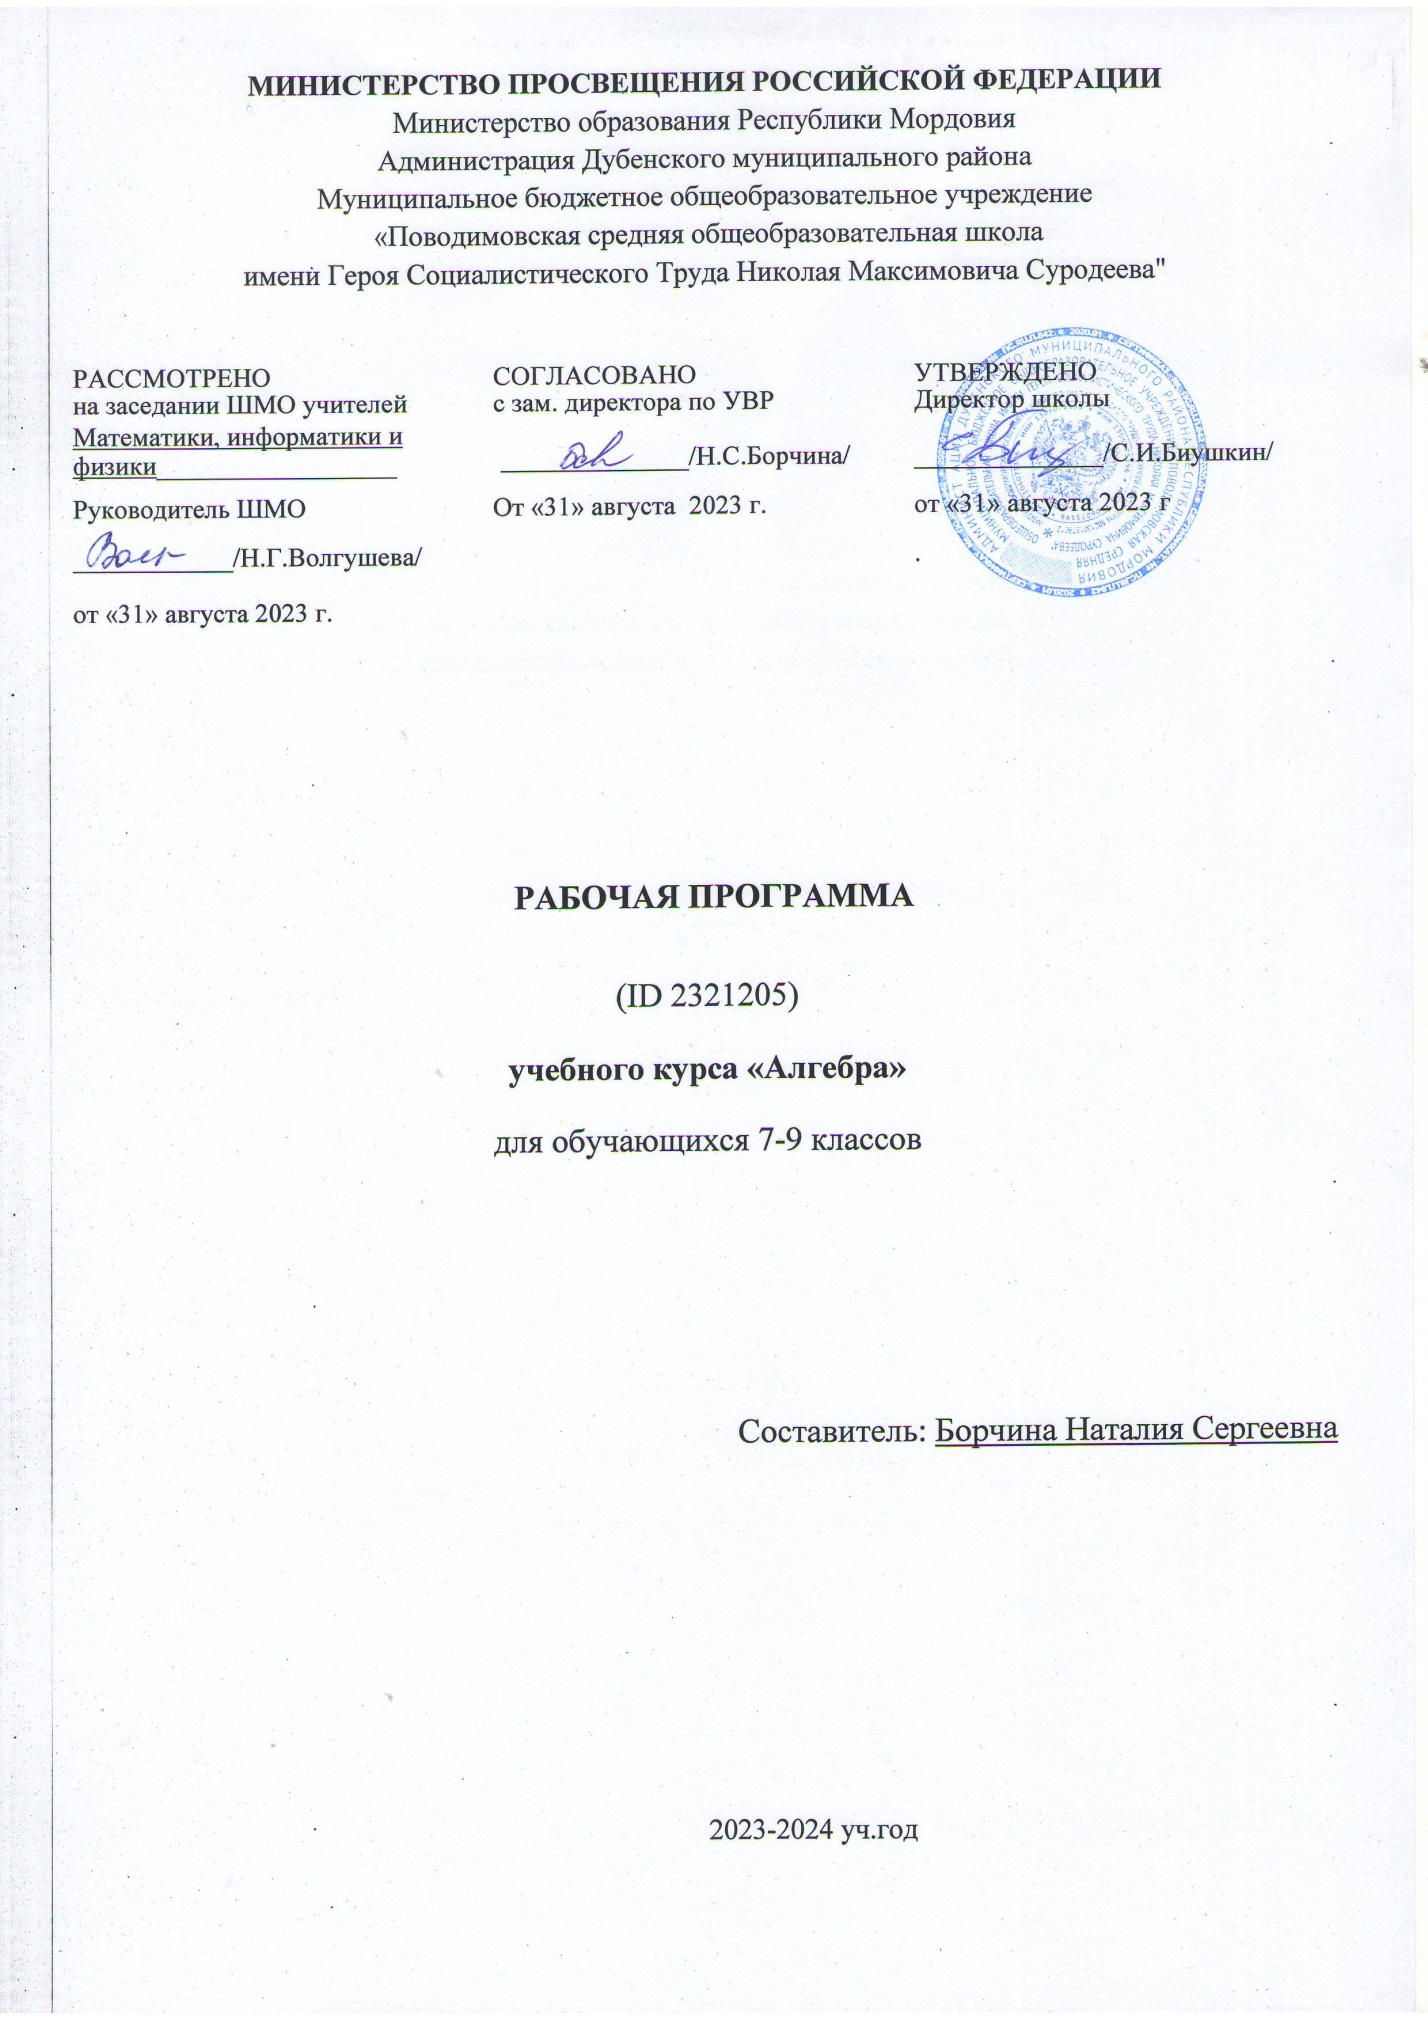 МИНИСТЕРСТВО ПРОСВЕЩЕНИЯ РОССИЙСКОЙ ФЕДЕРАЦИИ
Министерство образования Республики Мордовия
Администрация Дубенского муниципального района
Муниципальное бюджетное общеобразовательное учреждение
«Поводимовская средняя общеобразовательная школа
имени Героя Социалистического Труда Николая Максимовича Суродеева"
РАССМОТРЕНО
на заседании ШМО учителей
Математики, информатики и
физики
Руководитель ШМО
/Н.Г.Волгушева/
от «31» августа 2023 г.
СОГЛАСОВАНО
с зам. директора по УВР
/Н.С.Борчина/
От «31» августа 2023 г.
УТВЕРЖДЕНО
Директор школы
/С.И.Биушкин/
от «31» августа 2023 г
.
РАБОЧАЯ ПРОГРАММА
(ID 2321205)
учебного курса «Алгебра»
для обучающихся 7-9 классов
Составитель: Борчина Наталия Сергеевна
2023-2024 уч.год